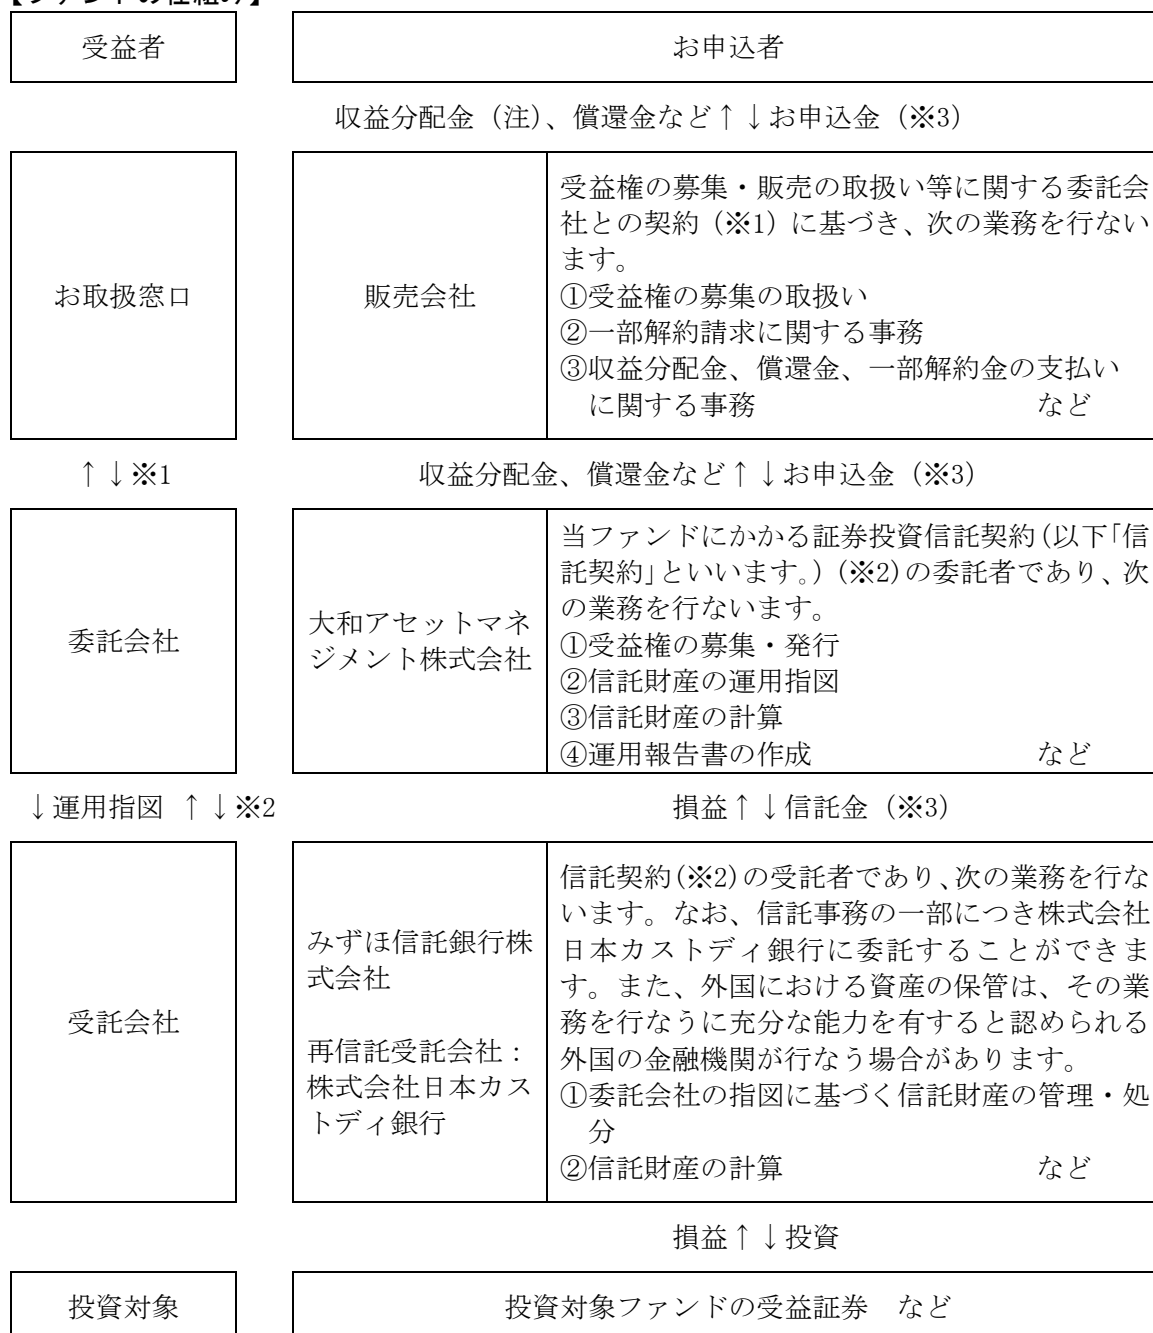 【ファンドの仕組み】
受益者
お申込者
収益分配金（注）、償還金など↑↓お申込金（※3）
お取扱窓口
販売会社
受益権の募集・販売の取扱い等に関する委託会
社との契約（※1）に基づき、次の業務を行ない
ます。
①受益権の募集の取扱い
②一部解約請求に関する事務
③収益分配金、償還金、一部解約金の支払い
に関する事務　など
↑↓※1
収益分配金、償還金など↑↓お申込金（※3）
委託会社
大和アセットマネ
ジメント株式会社
当ファンドにかかる証券投資信託契約（以下「信
託契約」といいます。）（※2）の委託者であり、次
の業務を行ないます。
①受益権の募集・発行
②信託財産の運用指図
③信託財産の計算
④運用報告書の作成　など
↓運用指図 ↑↓※2
損益↑↓信託金（※3）
受託会社
みずほ信託銀行株
式会社
再信託受託会社：
株式会社日本カス
トディ銀行
信託契約（※2）の受託者であり、次の業務を行な
います。なお、信託事務の一部につき株式会社
日本カストディ銀行に委託することができま
す。また、外国における資産の保管は、その業
務を行なうに充分な能力を有すると認められる
外国の金融機関が行なう場合があります。
①委託会社の指図に基づく信託財産の管理・処
分
②信託財産の計算　など
損益↑↓投資
投資対象
投資対象ファンドの受益証券　など